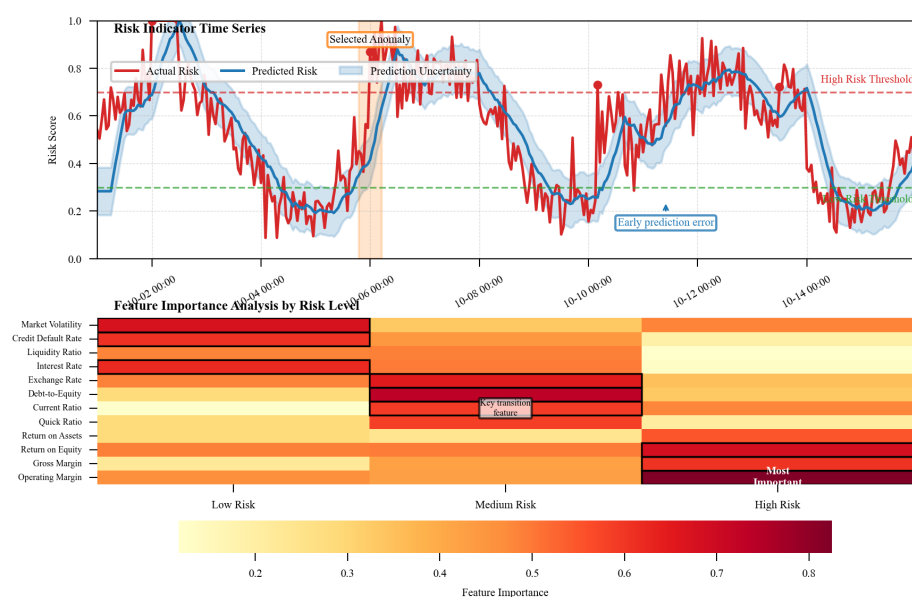 Risk Indicator Time Series
Selected Anomaly
Actual Risk
Predicted Risk
Prediction Uncertainty
High Risk Threshold
Early prediction error
Risk Score
1.0
0.8
0.6
0.4
0.2
0.0
10-02 00:00
10-04 00:00
10-06 00:00
10-08 00:00
10-10 00:00
10-12 00:00
10-14 00:00
Feature Importance Analysis by Risk Level
Market Volatility
Credit Default Rate
Liquidity Ratio
Interest Rate
Exchange Rate
Debt-to-Equity
Current Ratio
Quick Ratio
Return on Assets
Return on Equity
Gross Margin
Operating Margin
Key transition
feature
Most
Important
Low Risk
Medium Risk
High Risk
0.2
0.3
0.4
0.5
0.6
0.7
0.8
Feature Importance